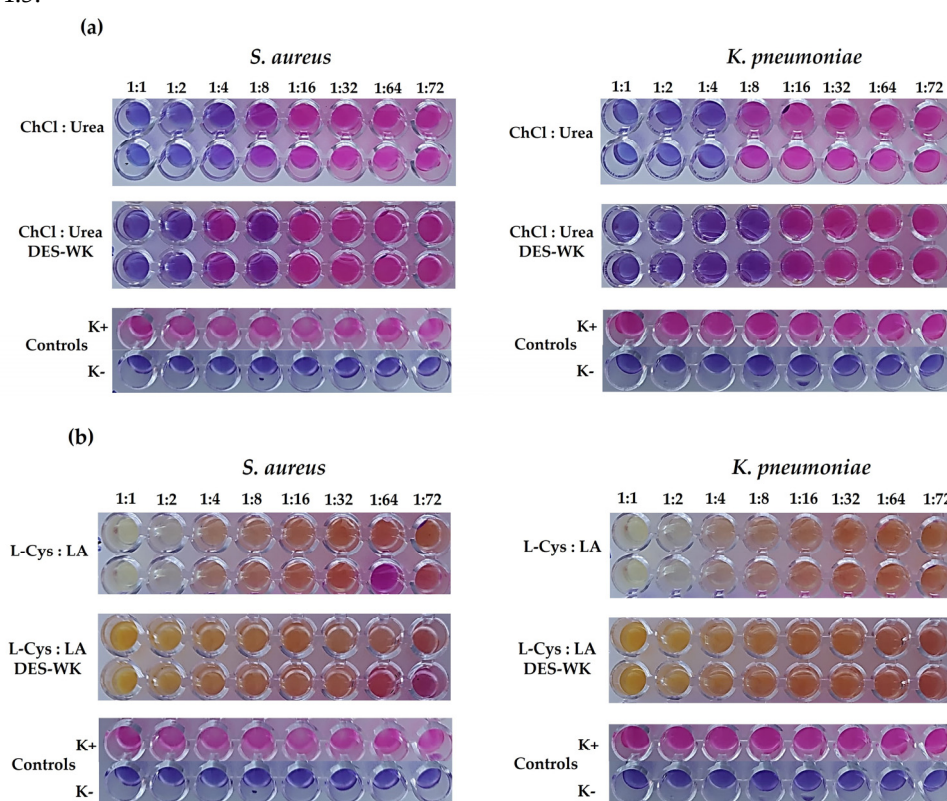 (a)
S. aureus
K. pneumoniae
1:1 1:2 1:4 1:8 1:16 1:32 1:64 1:72
1:1 1:2 1:4 1:8 1:16 1:32 1:64 1:72
ChCl : Urea
ChCl : Urea
ChCl : Urea
DES-WK
ChCl : Urea
DES-WK
K+
Controls
K-
K+
Controls
K-
(b)
S. aureus
K. pneumoniae
1:1 1:2 1:4 1:8 1:16 1:32 1:64 1:72
1:1 1:2 1:4 1:8 1:16 1:32 1:64 1:72
L-Cys : LA
L-Cys : LA
L-Cys : LA
DES-WK
L-Cys : LA
DES-WK
K+
Controls
K-
K+
Controls
K-